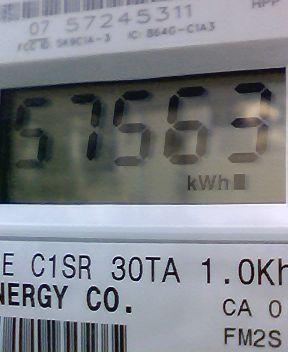 HPP
07 57245311
FCC ID: SK9C1A-3 IC: 864G-C1A3
57563
kWh
E C1SR 30TA 1.0Kh
NERGY CO.
CA 0
FM2S